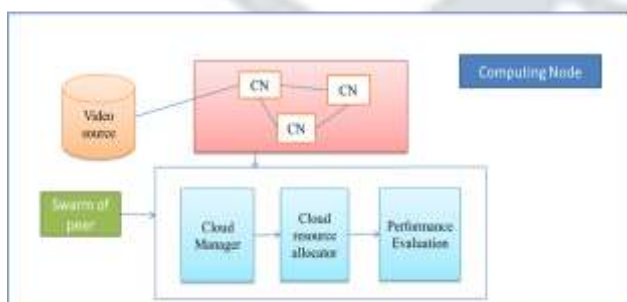 CN
CN
CN
Computing Node
Video
source
Swarm of
peer
Cloud
Manager
Cloud
resource
allocator
Performance
Evaluation